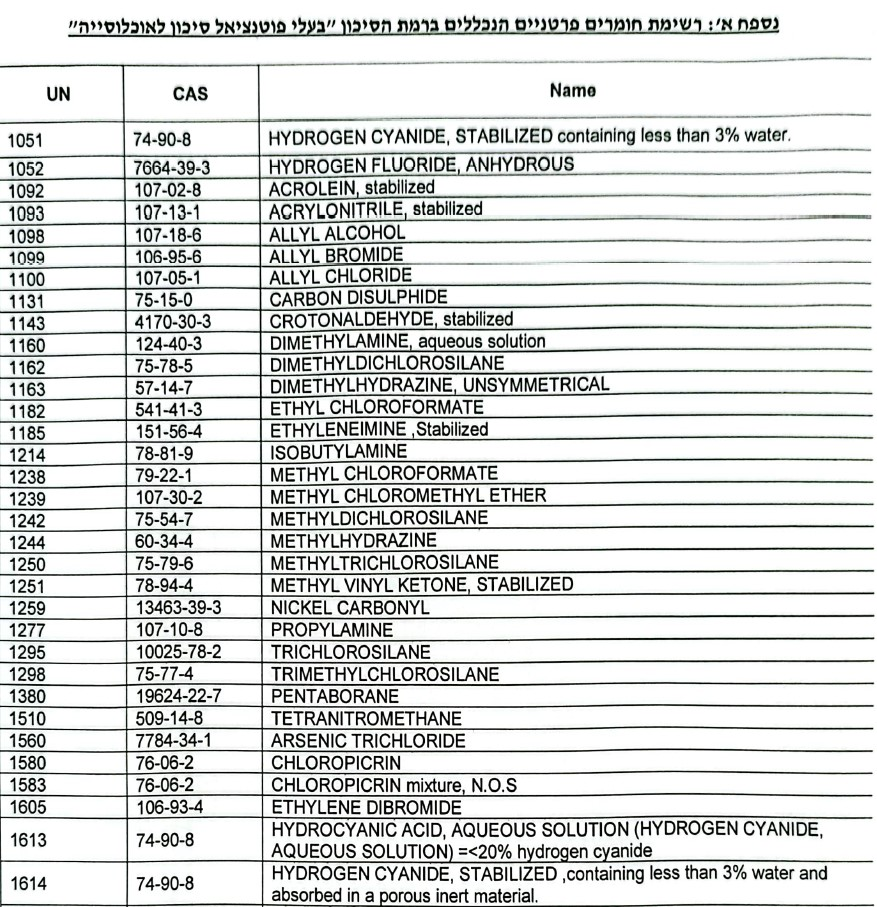 נספח א': רשימת חומרים פרטניים הנכללים ברמת הסיכון "בעלי פוטנציאל סיכון לאוכלוסייה"
UN CAS Name
1051 74-90-8 HYDROGEN CYANIDE, STABILIZED containing less than 3% water.
1052 7664-39-3 HYDROGEN FLUORIDE, ANHYDROUS
1092 107-02-8 ACROLEIN, stabilized
1093 107-13-1 ACRYLONITRILE, stabilized
1098 107-18-6 ALLYL ALCOHOL
1099 106-95-6 ALLYL BROMIDE
1100 107-05-1 ALLYL CHLORIDE
1131 75-15-0 CARBON DISULPHIDE
1143 4170-30-3 CROTONALDEHYDE, stabilized
1160 124-40-3 DIMETHYLAMINE, aqueous solution
1162 75-78-5 DIMETHYLDICHLOROSILANE
1163 57-14-7 DIMETHYLHYDRAZINE, UNSYMMETRICAL
1182 541-41-3 ETHYL CHLOROFORMATE
1185 151-56-4 ETHYLENEIMINE ,Stabilized
1214 78-81-9 ISOBUTYLAMINE
1238 79-22-1 METHYL CHLOROFORMATE
1239 107-30-2 METHYL CHLOROMETHYL ETHER
1242 75-54-7 METHYLDICHLOROSILANE
1244 60-34-4 METHYLHYDRAZINE
1250 75-79-6 METHYLTRICHLOROSILANE
1251 78-94-4 METHYL VINYL KETONE, STABILIZED
1259 13463-39-3 NICKEL CARBONYL
1277 107-10-8 PROPYLAMINE
1295 10025-78-2 TRICHLOROSILANE
1298 75-77-4 TRIMETHYLCHLOROSILANE
1380 19624-22-7 PENTABORANE
1510 509-14-8 TETRANITROMETHANE
1560 7784-34-1 ARSENIC TRICHLORIDE
1580 76-06-2 CHLOROPICRIN
1583 76-06-2 CHLOROPICRIN mixture, N.O.S
1605 106-93-4 ETHYLENE DIBROMIDE
1613 74-90-8 HYDROCYANIC ACID, AQUEOUS SOLUTION (HYDROGEN CYANIDE,
AQUEOUS SOLUTION) =<20% hydrogen cyanide
1614 74-90-8 HYDROGEN CYANIDE, STABILIZED ,containing less than 3% water and
absorbed in a porous inert material.